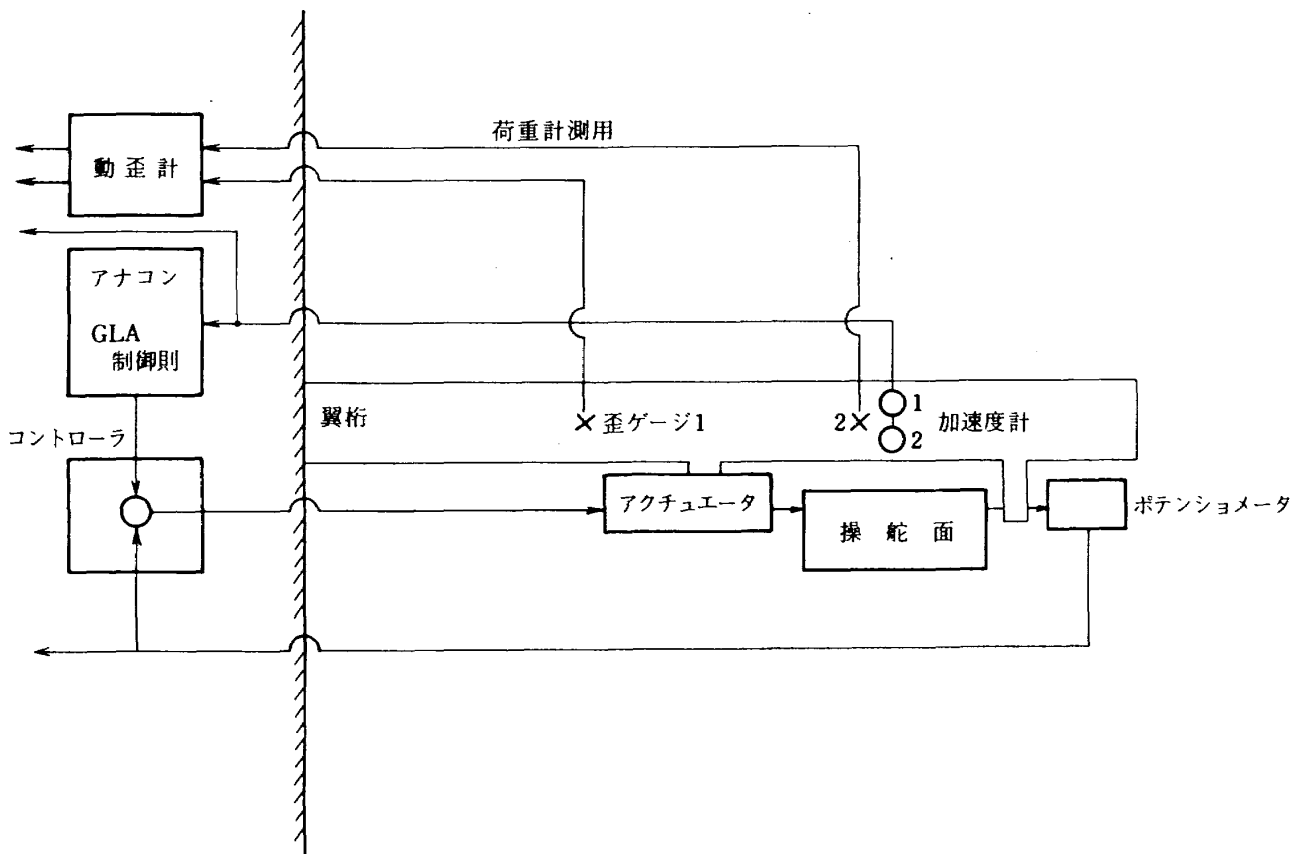 荷重計測用
動歪計
アナコン
GLA
制御則
コントローラ
翼桁
歪ゲージ1
2
1
2
加速度計
アクチュエータ
操舵面
ポテンショメータ